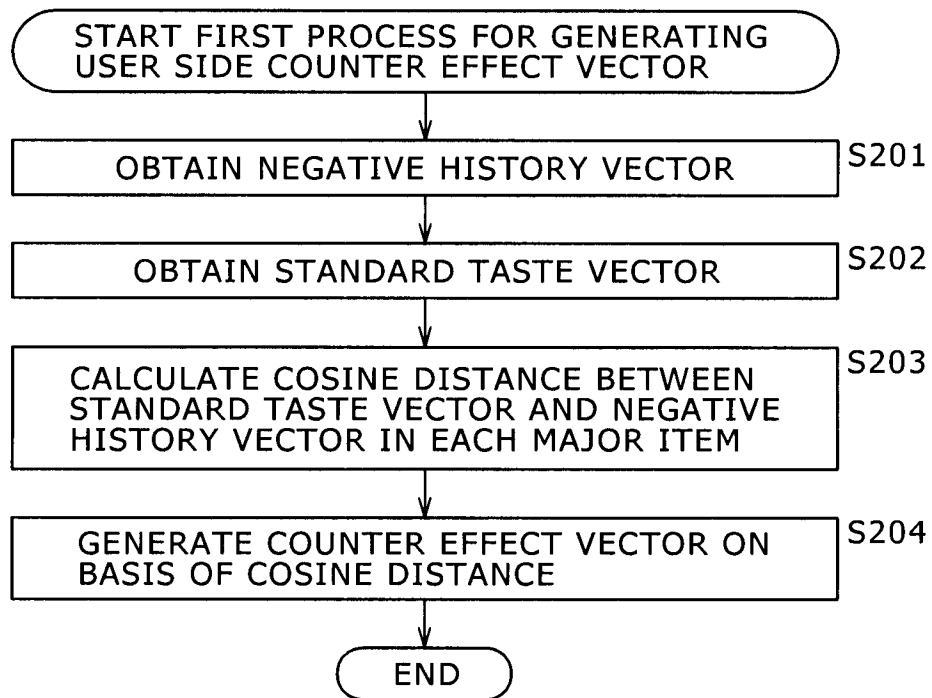 START FIRST PROCESS FOR GENERATING
USER SIDE COUNTER EFFECT VECTOR
OBTAIN NEGATIVE HISTORY VECTOR
S201
OBTAIN STANDARD TASTE VECTOR
S202
CALCULATE COSINE DISTANCE BETWEEN
STANDARD TASTE VECTOR AND NEGATIVE
HISTORY VECTOR IN EACH MAJOR ITEM
S203
GENERATE COUNTER EFFECT VECTOR ON
BASIS OF COSINE DISTANCE
S204
END